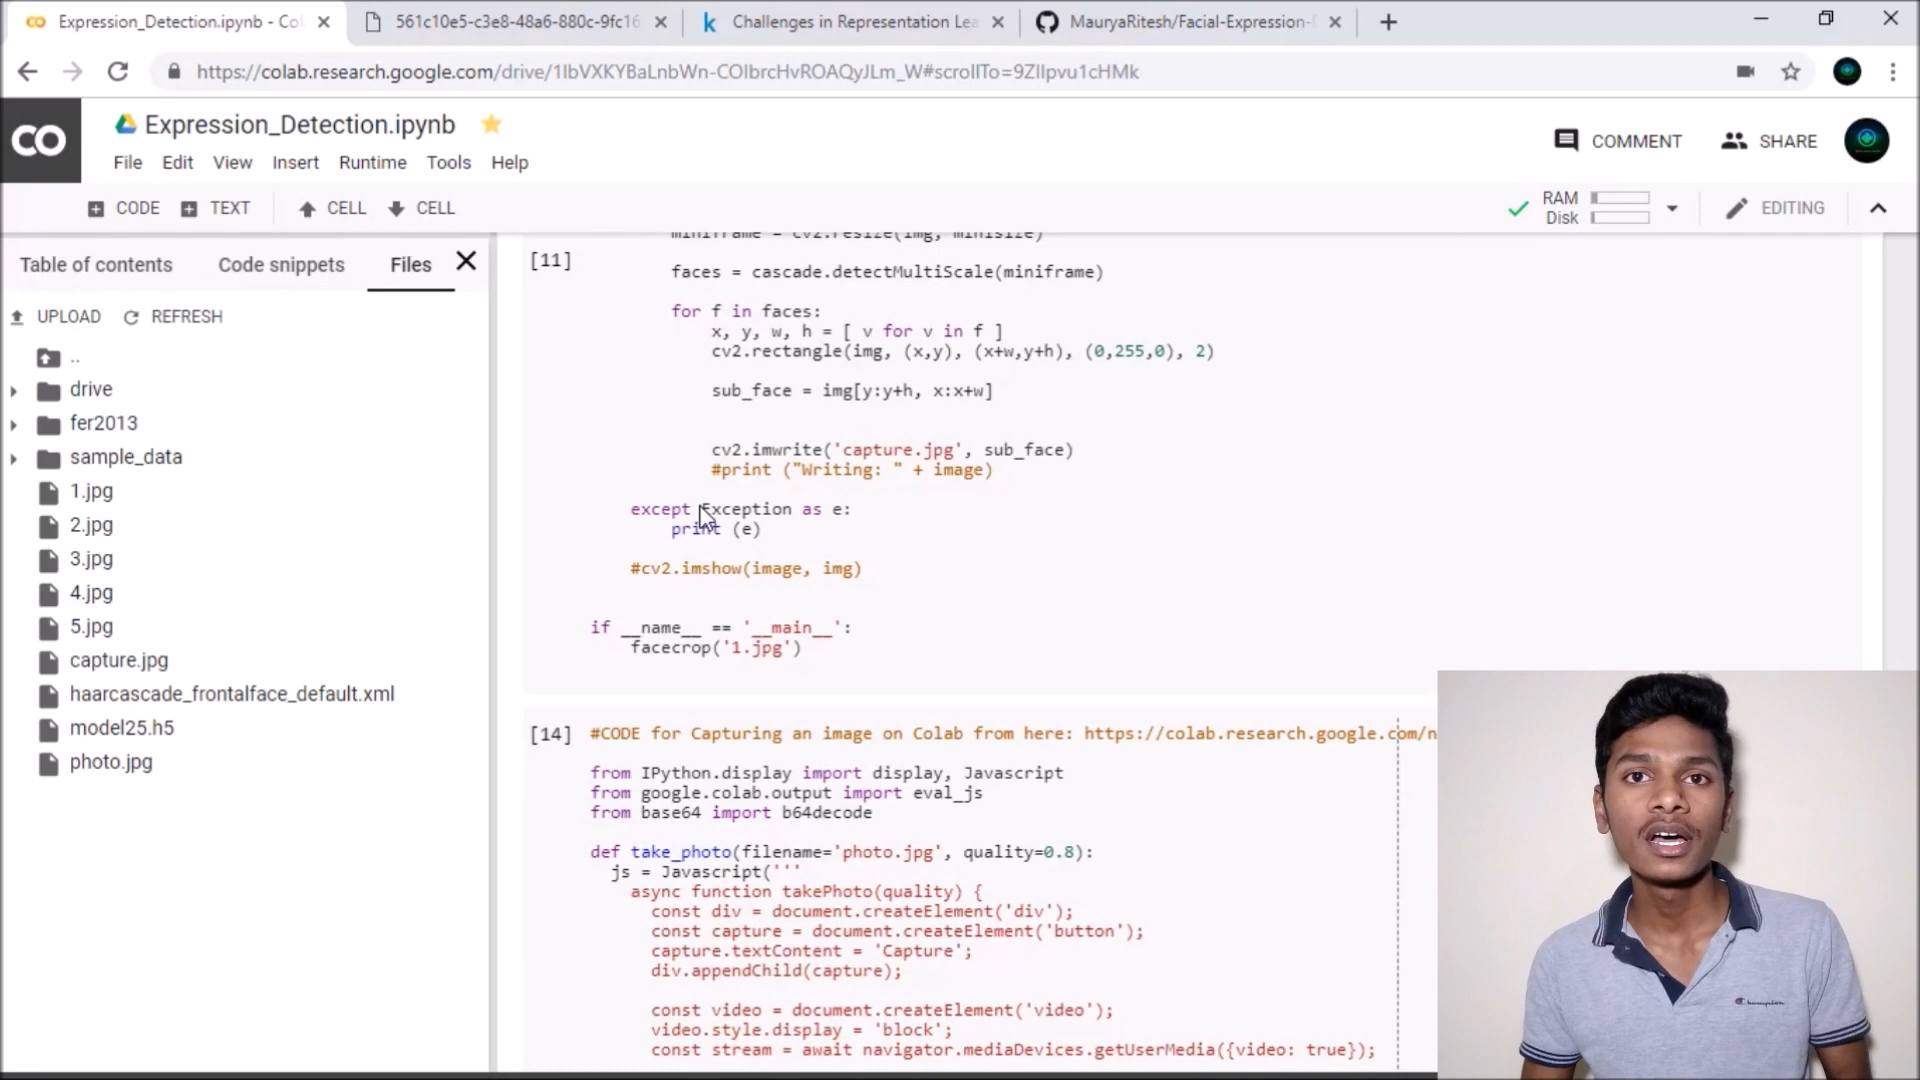 Expression_Detection.ipynb - Co
561c10e5-c3e8-48a6-880c-9fc16
Challenges in Representation Lea
MauryaRitesh/Facial-Expression-
https://colab.research.google.com/drive/1IbVXKYBaLnbWn-COIbrcHvROAQyJLm_W#scrollTo=9ZIIpvu1cHMk
CO
Expression_Detection.ipynb
COMMENT
SHARE
File Edit View Insert Runtime Tools Help
CODE TEXT CELL CELL
RAM
Disk
EDITING
Table of contents Code snippets Files
UPLOAD REFRESH
..
drive
fer2013
sample_data
1.jpg
2.jpg
3.jpg
4.jpg
5.jpg
capture.jpg
haarcascade_frontalface_default.xml
model25.h5
photo.jpg
miniframe = cv2.resize(img, minisize)
[11]
faces = cascade.detectMultiScale(miniframe)
for f in faces:
x, y, w, h = [ v for v in f ]
cv2.rectangle(img, (x,y), (x+w,y+h), (0,255,0), 2)
sub_face = img[y:y+h, x:x+w]
cv2.imwrite('capture.jpg', sub_face)
#print ("Writing: " + image)
except Exception as e:
print (e)
#cv2.imshow(image, img)
if __name__ == '__main__':
facecrop('1.jpg')
[14]
#CODE for Capturing an image on Colab from here: https://colab.research.google.com/n
from IPython.display import display, Javascript
from google.colab.output import eval_js
from base64 import b64decode
def take_photo(filename='photo.jpg', quality=0.8):
js = Javascript('''
async function takePhoto(quality) {
const div = document.createElement('div');
const capture = document.createElement('button');
capture.textContent = 'Capture';
div.appendChild(capture);
const video = document.createElement('video');
video.style.display = 'block';
const stream = await navigator.mediaDevices.getUserMedia({video: true});
Champion